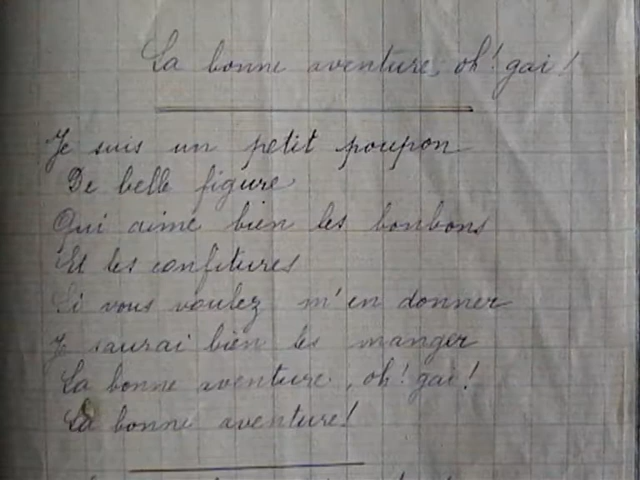 La bonne aventure, oh! gai!
Je suis un petit poupon
De belle figure
Qui aime bien les bonbons
Et les confitures
Si vous voulez m'en donner
Je saurai bien les manger
La bonne aventure, oh! gai!
La bonne aventure!